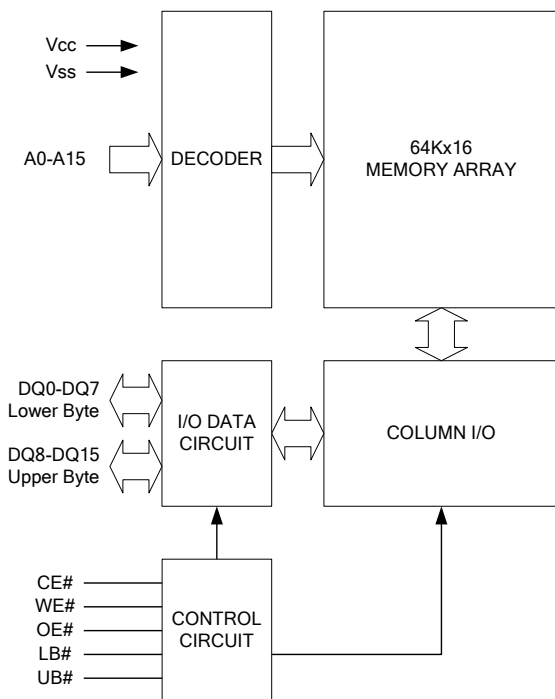 Vcc
Vss
A0-A15
DECODER
64Kx16
MEMORY ARRAY
DQ0-DQ7
Lower Byte
DQ8-DQ15
Upper Byte
I/O DATA
CIRCUIT
COLUMN I/O
CE#
WE#
OE#
LB#
UB#
CONTROL
CIRCUIT